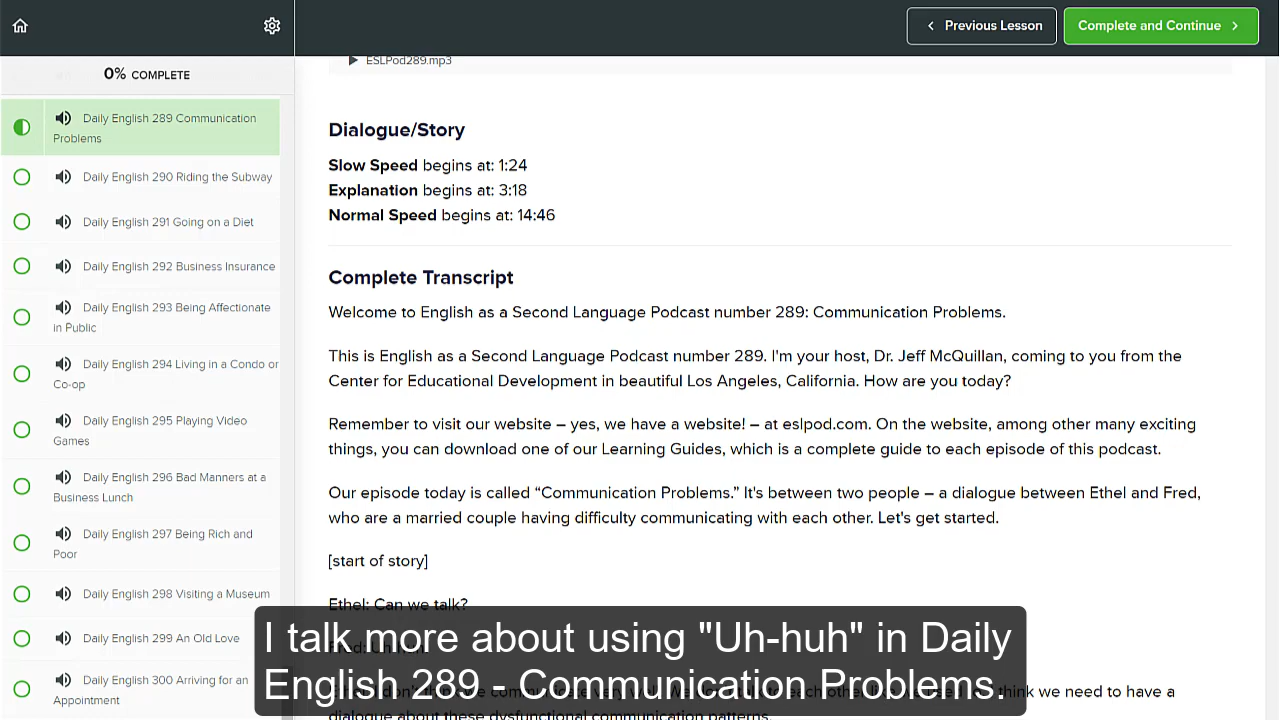 Previous Lesson
Complete and Continue
0% COMPLETE
Daily English 289 Communication
Problems
Daily English 290 Riding the Subway
Daily English 291 Going on a Diet
Daily English 292 Business Insurance
Daily English 293 Being Affectionate
in Public
Daily English 294 Living in a Condo or
Co-op
Daily English 295 Playing Video
Games
Daily English 296 Bad Manners at a
Business Lunch
Daily English 297 Being Rich and
Poor
Daily English 298 Visiting a Museum
Daily English 299 An Old Love
Daily English 300 Arriving for an
Appointment
ESLPod289.mp3
Dialogue/Story
Slow Speed begins at: 1:24
Explanation begins at: 3:18
Normal Speed begins at: 14:46
Complete Transcript
Welcome to English as a Second Language Podcast number 289: Communication Problems.
This is English as a Second Language Podcast number 289. I'm your host, Dr. Jeff McQuillan, coming to you from the
Center for Educational Development in beautiful Los Angeles, California. How are you today?
Remember to visit our website – yes, we have a website! – at eslpod.com. On the website, among other many exciting
things, you can download one of our Learning Guides, which is a complete guide to each episode of this podcast.
Our episode today is called “Communication Problems.” It's between two people – a dialogue between Ethel and Fred,
who are a married couple having difficulty communicating with each other. Let's get started.
[start of story]
Ethel: Can we talk?
think we need to have a
dialogue about these dysfunctional communication patterns.
I talk more about using "Uh-huh" in Daily
English 289 - Communication Problems.